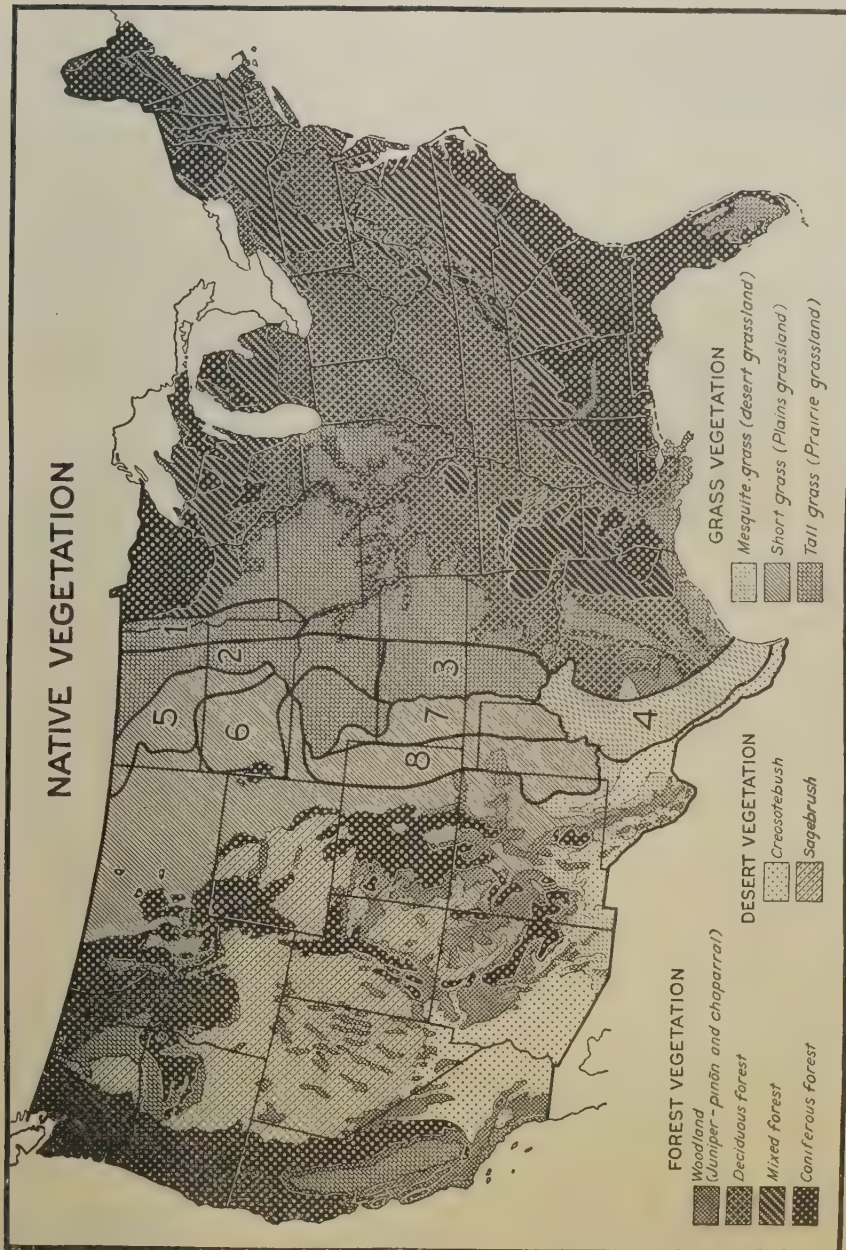 NATIVE VEGETATION
1
2
3
4
5
6
7
8
FOREST VEGETATION
Woodland
(Juniper-piñon and chaparral)
Deciduous forest
Mixed forest
Coniferous forest
DESERT VEGETATION
Creosotebush
Sagebrush
GRASS VEGETATION
Mesquite.grass (desert grassland)
Short grass (Plains grassland)
Tall grass (Prairie grassland)